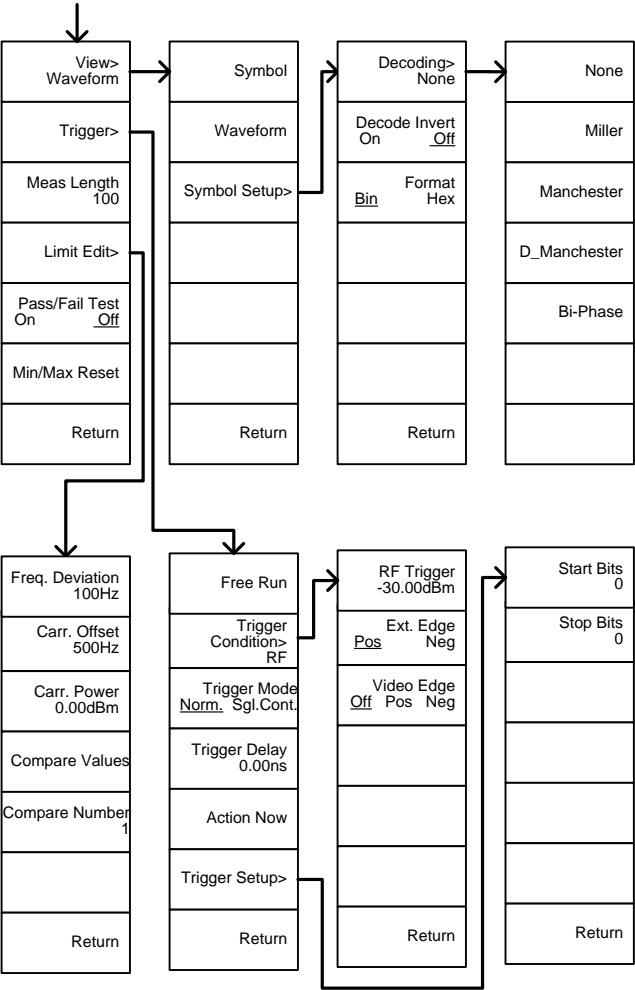 View>
Waveform
Trigger>
Meas Length
100
Limit Edit>
Pass/Fail Test
On Off
Min/Max Reset
Return
Symbol
Waveform
Symbol Setup>
Return
Decoding>
None
Decode Invert
On Off
Format
Bin Hex
Return
None
Miller
Manchester
D_Manchester
Bi-Phase
Freq. Deviation
100Hz
Carr. Offset
500Hz
Carr. Power
0.00dBm
Compare Values
Compare Number
1
Return
Free Run
Trigger
Condition>
RF
Trigger Mode
Norm. Sgl.Cont.
Trigger Delay
0.00ns
Action Now
Trigger Setup>
Return
RF Trigger
-30.00dBm
Ext. Edge
Pos Neg
Video Edge
Off Pos Neg
Return
Start Bits
0
Stop Bits
0
Return